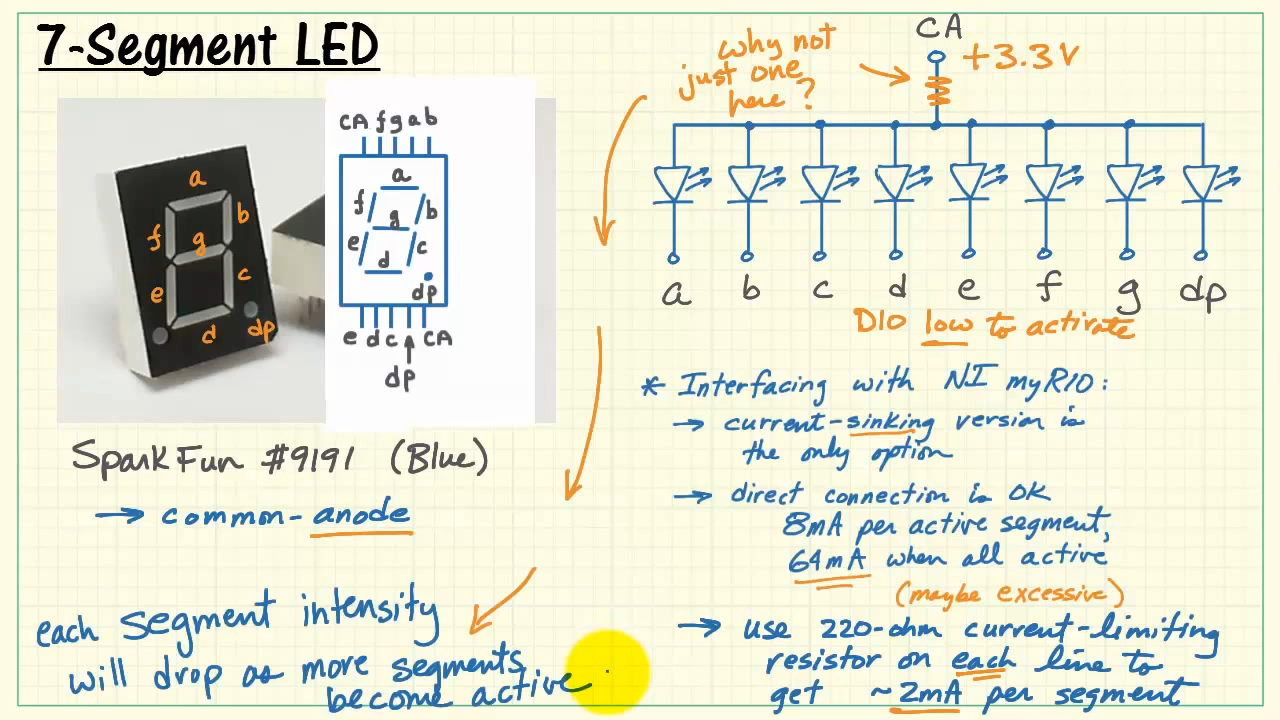 7-Segment LED
a
b
f
g
c
e
d
dp
CA f g a b
a
f
b
g
e
c
d
dp
e d c CA
dp
SparkFun #9191 (Blue)
→ common-anode
each segment intensity
will drop as more segments
become active
CA
+3.3V
why not
just one
here?
a b c d e f g dp
DIO low to activate
* Interfacing with NI myRIO:
→ current-sinking version is
the only option
→ direct connection is OK
8mA per active segment,
64mA when all active
(maybe excessive)
→ use 220-ohm current-limiting
resistor on each line to
get ~2mA per segment